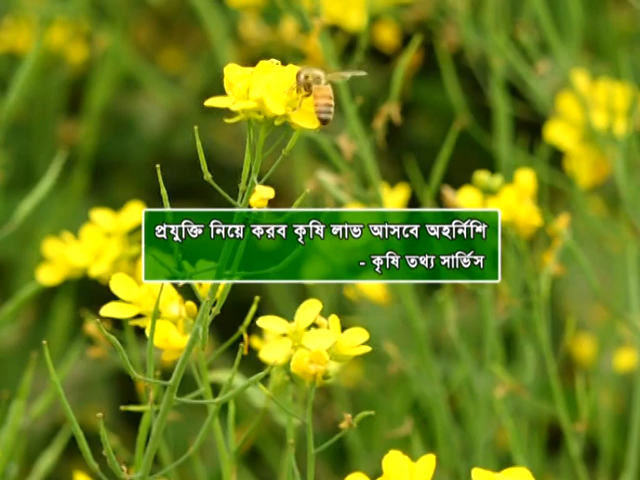 প্রযুক্তি নিয়ে করব কৃষি লাভ আসবে অহর্নিশি
- কৃষি তথ্য সার্ভিস